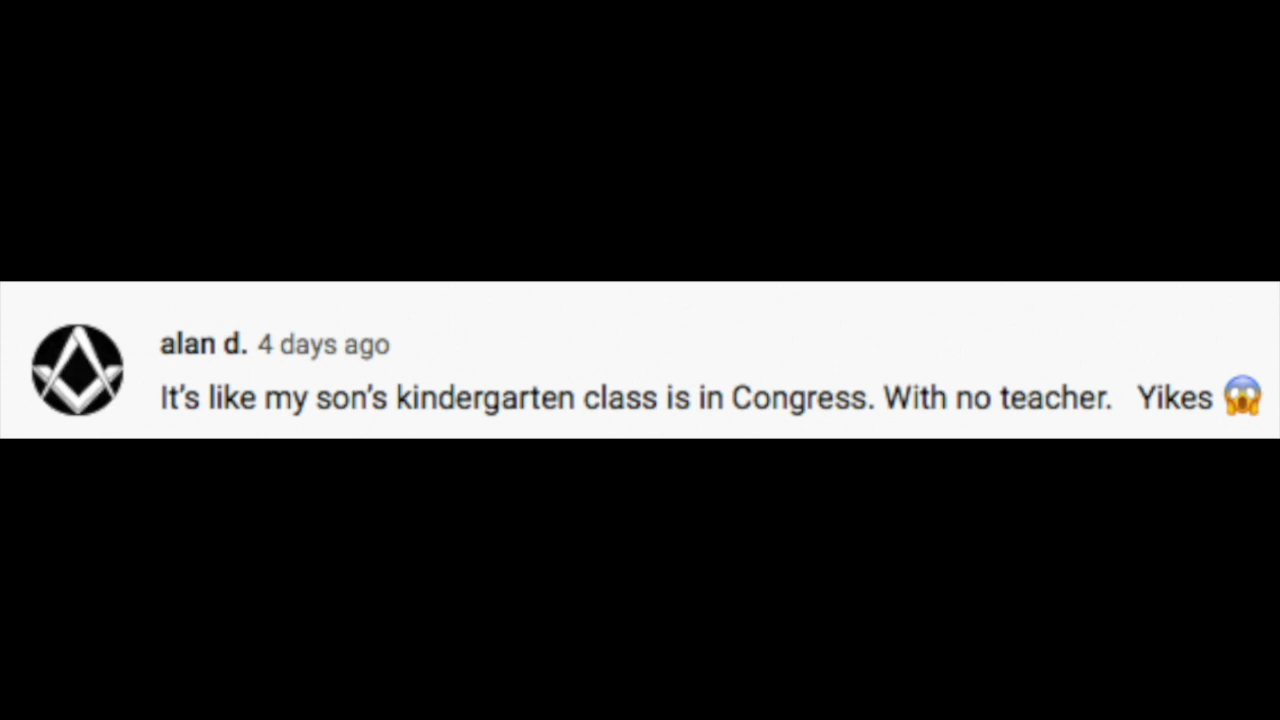 alan d. 4 days ago
It's like my son's kindergarten class is in Congress. With no teacher.   Yikes 😱